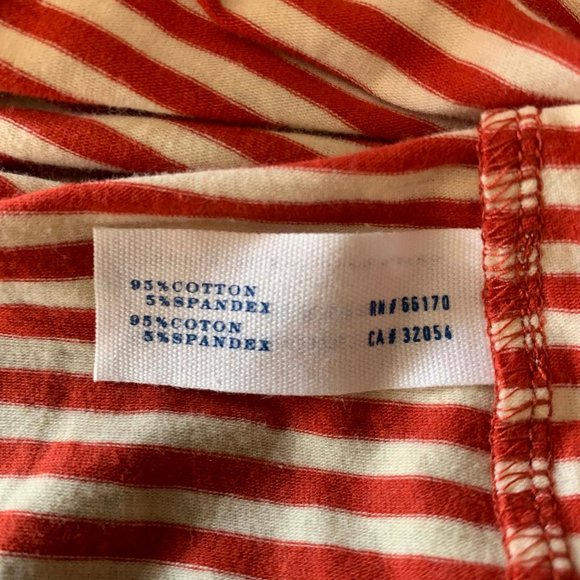 95%COTTON
5%SPANDEX
95%COTON
5%SPANDEX
RN# 66170
CA# 32054